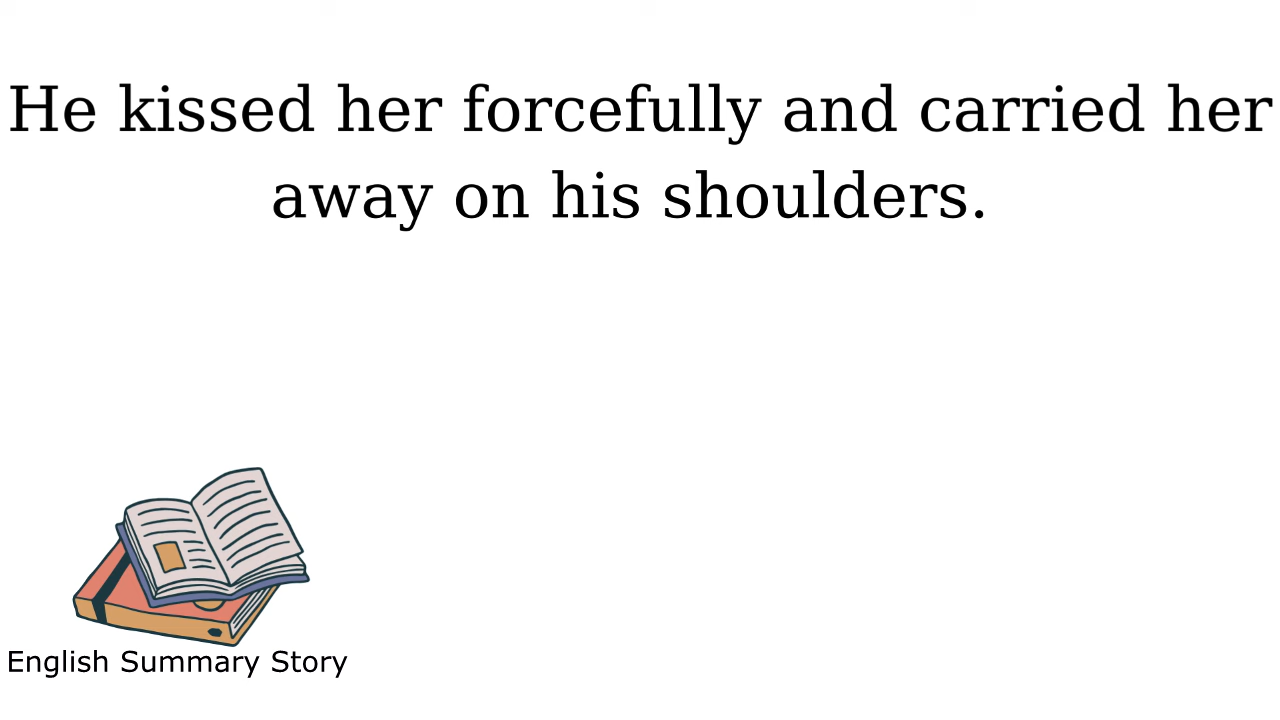 He kissed her forcefully and carried her
away on his shoulders.
English Summary Story